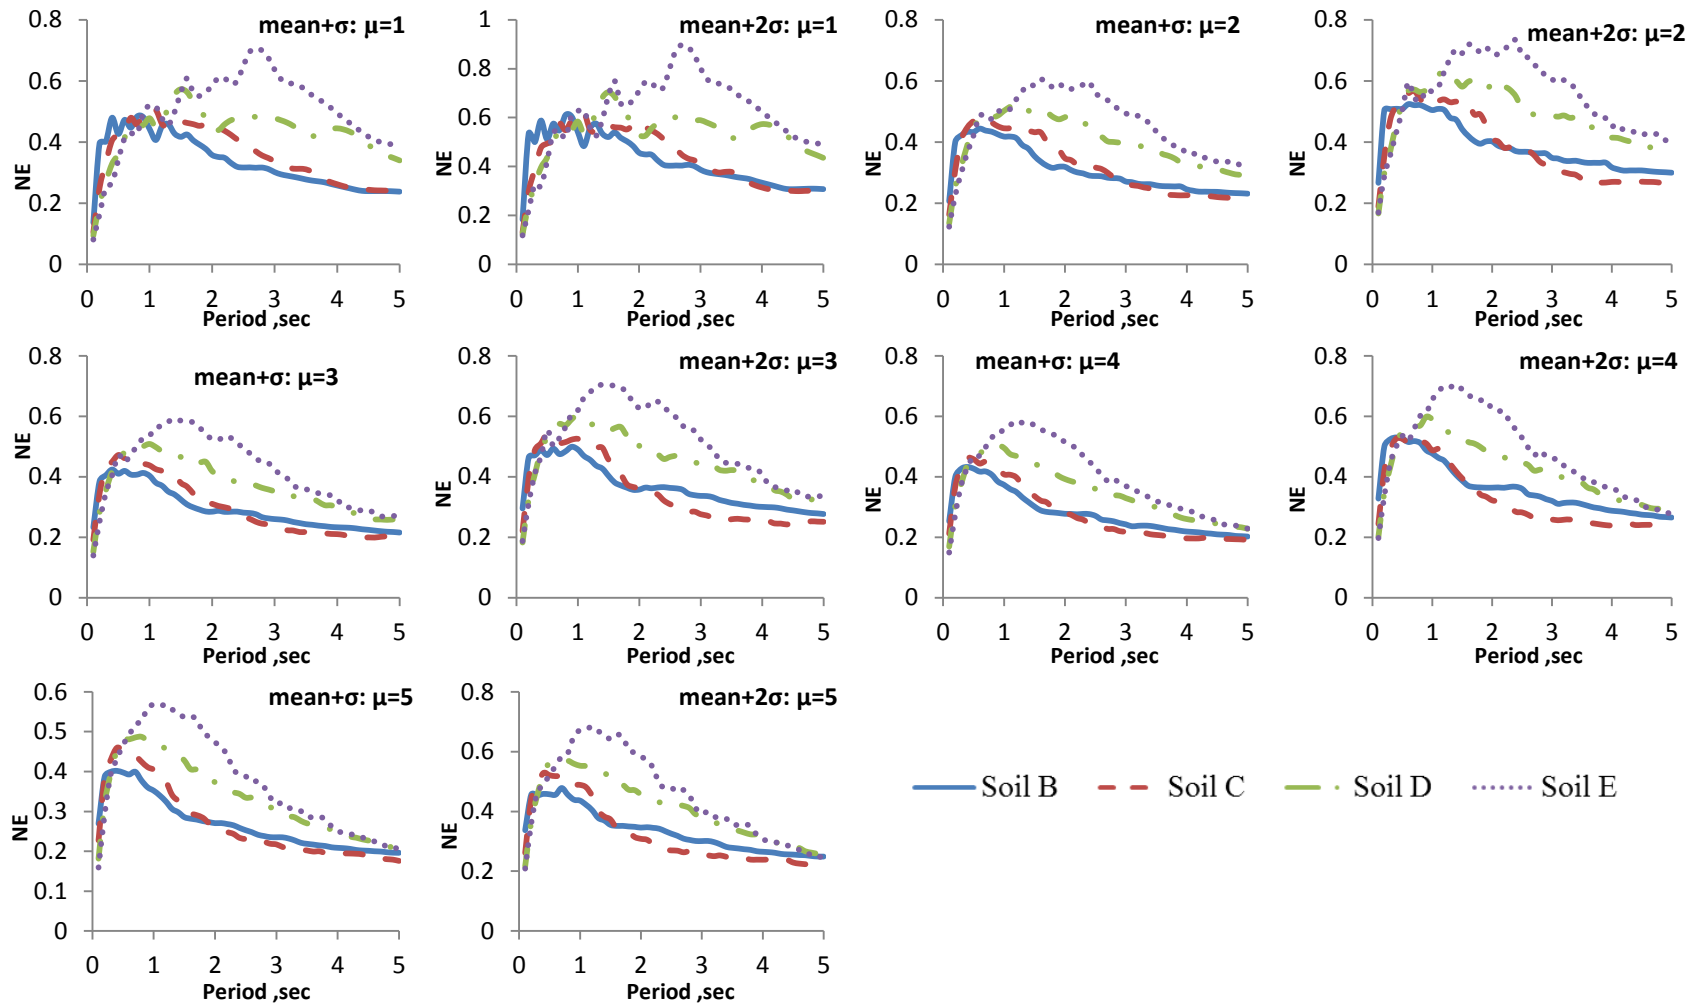 mean+σ: μ=1
0.8
0.6
0.4
0.2
0
NE
0 1 2 3 4 5
Period ,sec
mean+2σ: μ=1
1
0.8
0.6
0.4
0.2
0
NE
0 1 2 3 4 5
Period ,sec
mean+σ: μ=2
0.8
0.6
0.4
0.2
0
NE
0 1 2 3 4 5
Period ,sec
mean+2σ: μ=2
0.8
0.6
0.4
0.2
0
NE
0 1 2 3 4 5
Period ,sec
mean+σ: μ=3
0.8
0.6
0.4
0.2
0
NE
0 1 2 3 4 5
Period ,sec
mean+2σ: μ=3
0.8
0.6
0.4
0.2
0
NE
0 1 2 3 4 5
Period ,sec
mean+σ: μ=4
0.8
0.6
0.4
0.2
0
NE
0 1 2 3 4 5
Period ,sec
mean+2σ: μ=4
0.8
0.6
0.4
0.2
0
NE
0 1 2 3 4 5
Period ,sec
mean+σ: μ=5
0.6
0.5
0.4
0.3
0.2
0.1
0
NE
0 1 2 3 4 5
Period ,sec
mean+2σ: μ=5
0.8
0.6
0.4
0.2
0
NE
0 1 2 3 4 5
Period ,sec
Soil B Soil C Soil D Soil E